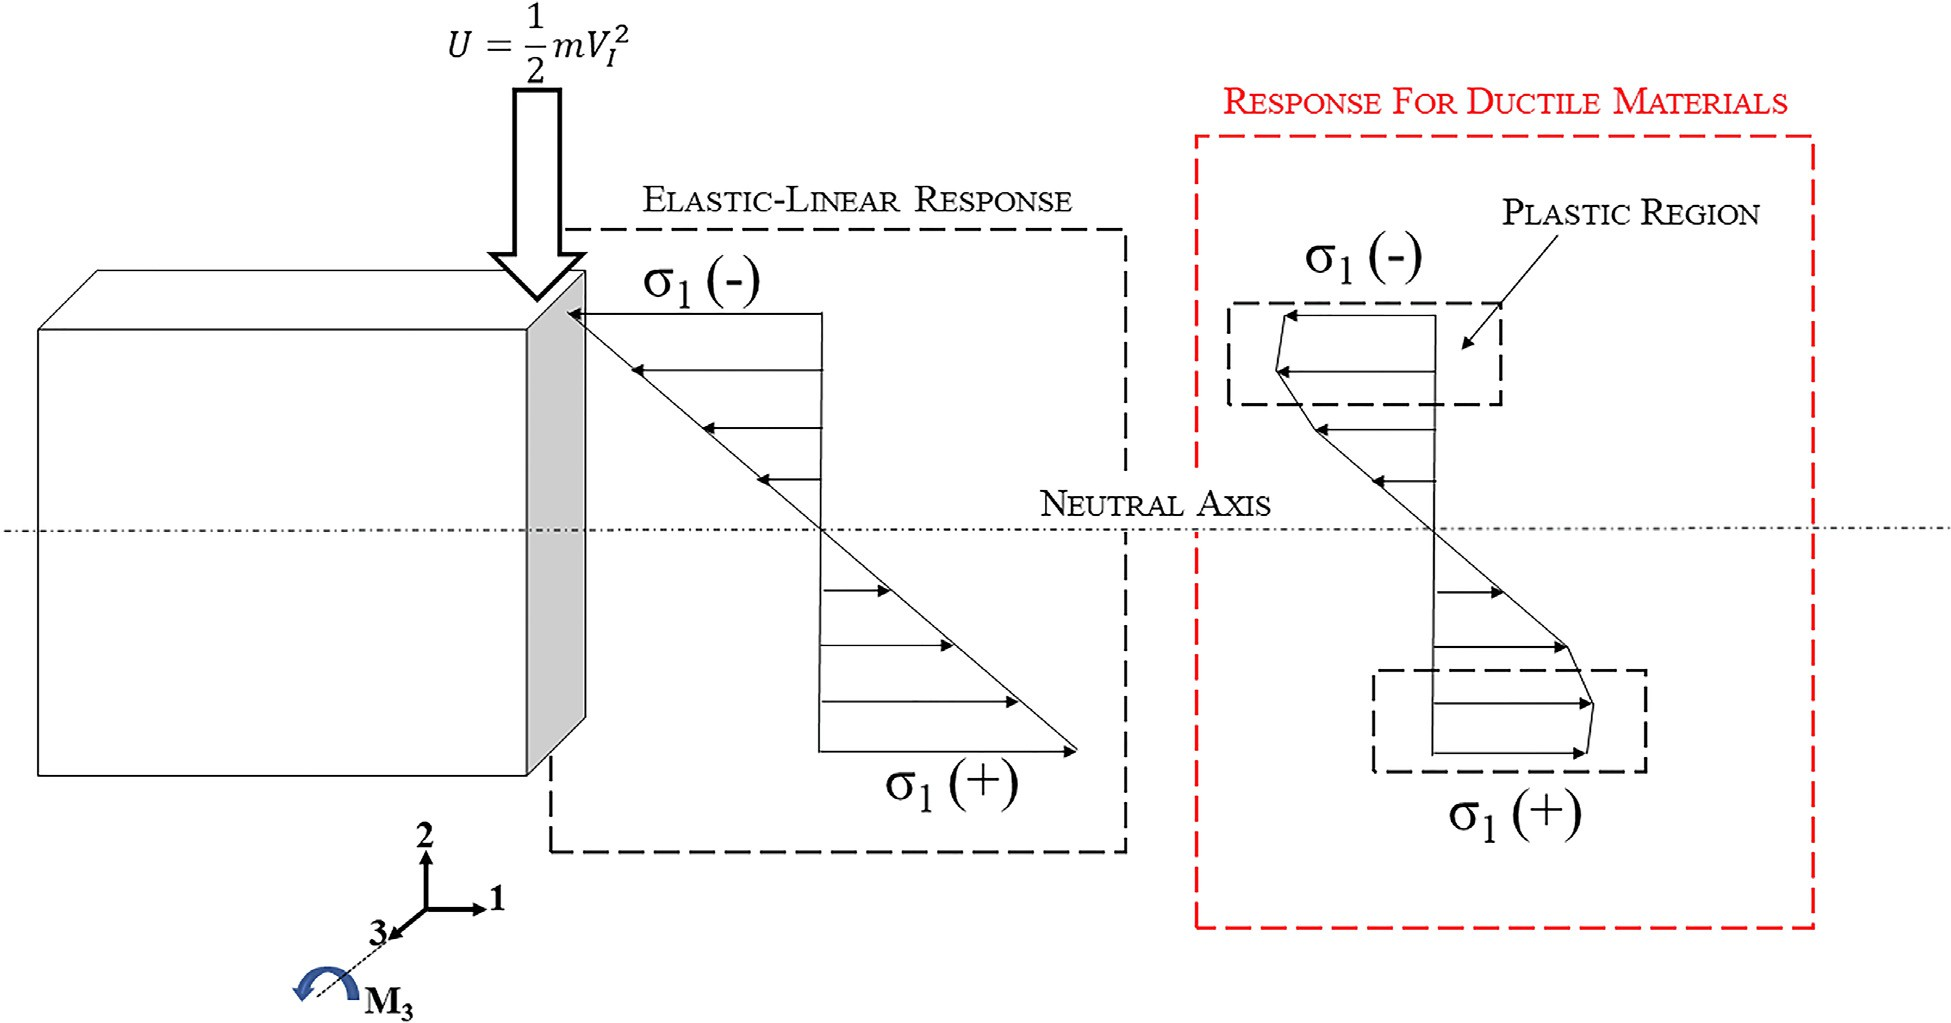 U = 1/2 mV_I^2
RESPONSE FOR DUCTILE MATERIALS
ELASTIC-LINEAR RESPONSE
PLASTIC REGION
σ1 (-)
σ1 (-)
NEUTRAL AXIS
σ1 (+)
σ1 (+)
2
1
3
M3